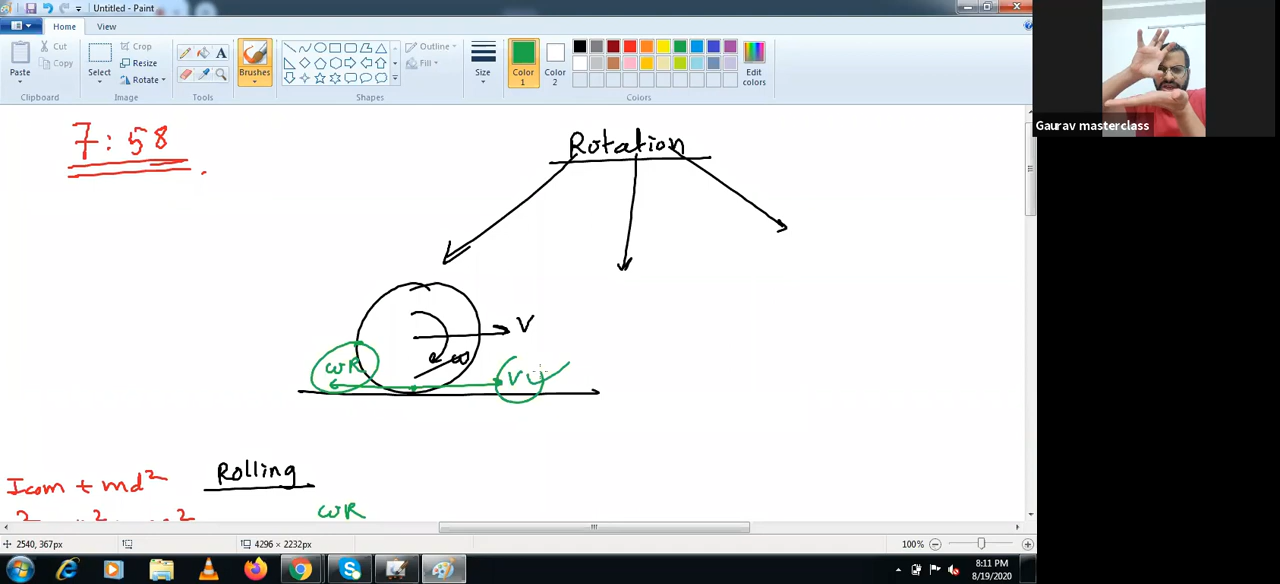 Untitled - Paint
Home View
Paste
Cut
Copy
Clipboard
Select
Crop
Resize
Rotate
Image
Tools
Brushes
Shapes
Outline
Fill
Size
Color 1
Color 2
Colors
Edit colors
Gaurav masterclass
7:58
Rotation
V
ω
ωR
V
Rolling
Icom + md²
ωR
2540, 367px
4296 × 2232px
100%
8:11 PM
8/19/2020